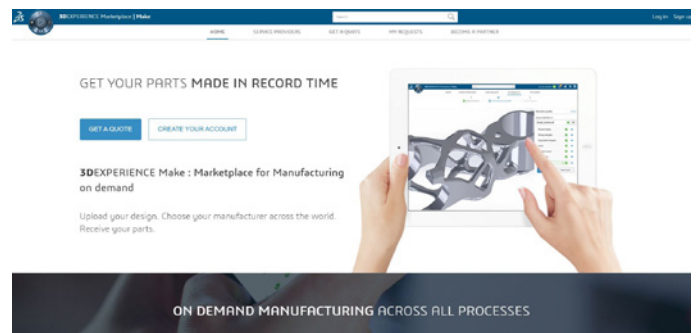 3DEXPERIENCE Marketplace | Make
Search
Log in Sign up
HOME SERVICE PROVIDERS GET A QUOTE MY REQUESTS BECOME A PARTNER
GET YOUR PARTS MADE IN RECORD TIME
GET A QUOTE CREATE YOUR ACCOUNT
3DEXPERIENCE Make : Marketplace for Manufacturing
on demand
Upload your design. Choose your manufacturer across the world.
Receive your parts.
ON DEMAND MANUFACTURING ACROSS ALL PROCESSES